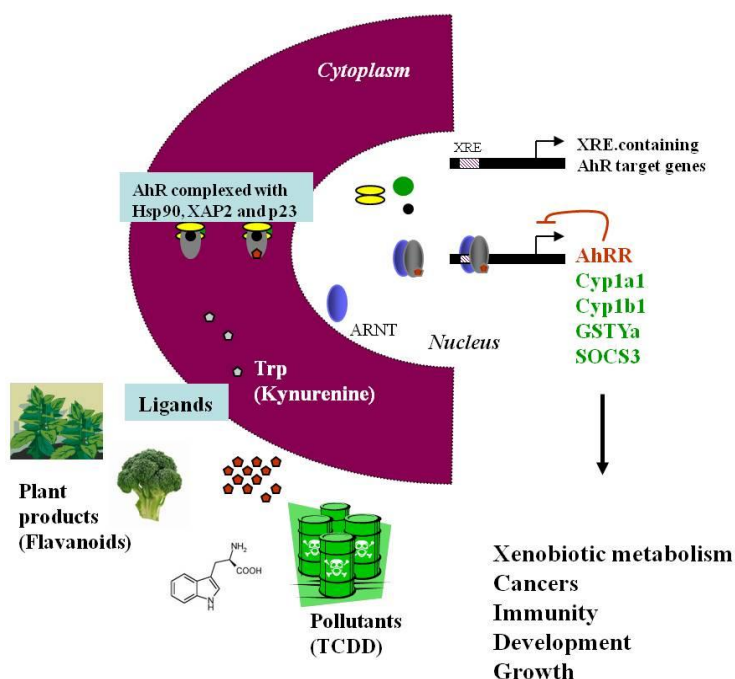 Cytoplasm
XRE
XRE.containing
AhR target genes
AhR complexed with
Hsp90, XAP2 and p23
AhRR
Cyp1a1
Cyp1b1
GSTYa
SOCS3
ARNT
Nucleus
Trp
(Kynurenine)
Ligands
Plant
products
(Flavanoids)
NH2
COOH
N
H
Pollutants
(TCDD)
Xenobiotic metabolism
Cancers
Immunity
Development
Growth